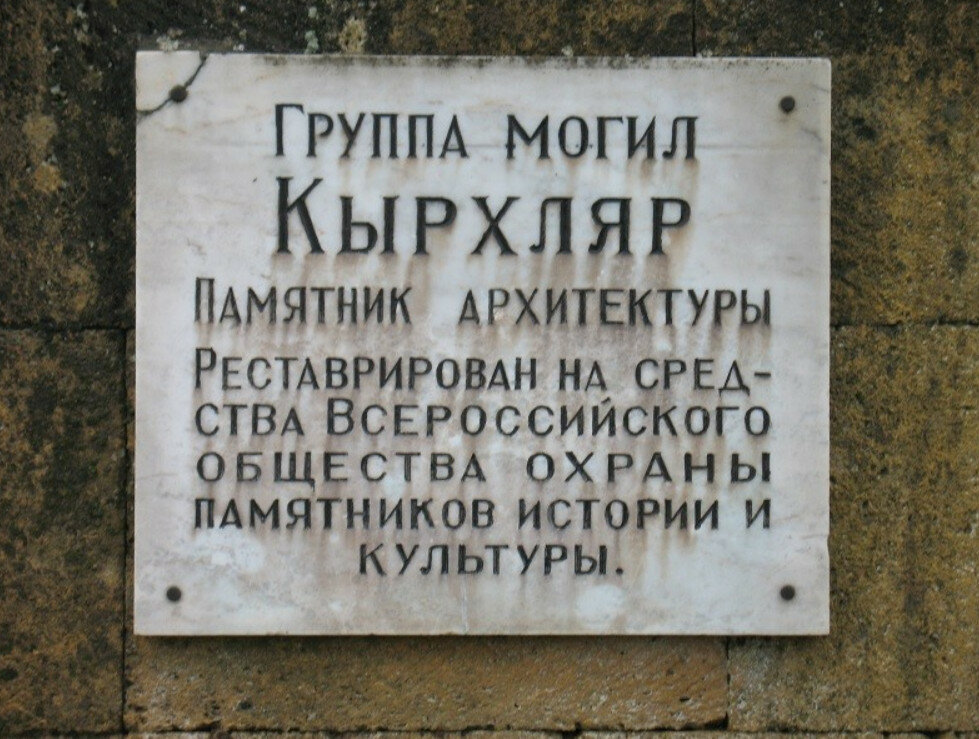 Группа могил
Кырхляр
Памятник архитектуры
Реставрирован на сред-
ства Всероссийского
общества охраны
памятников истории и
культуры.